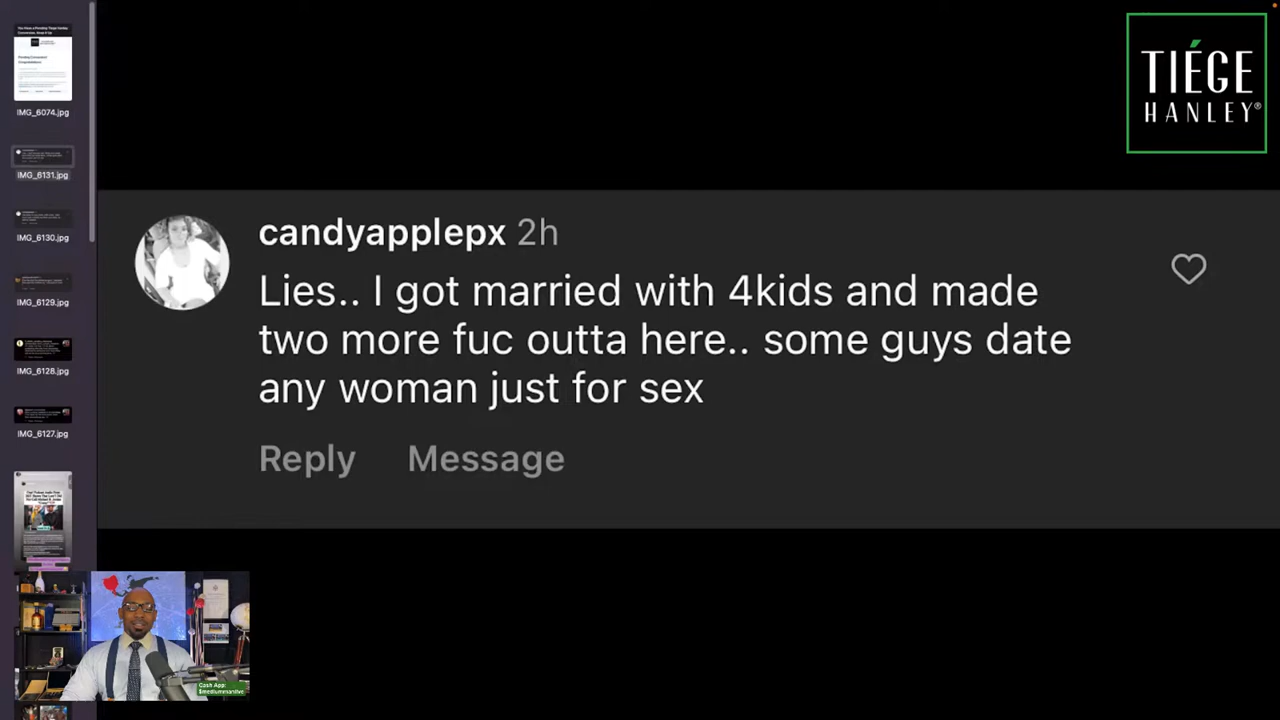 IMG_6074.jpg
IMG_6131.jpg
IMG_6130.jpg
IMG_6129.jpg
IMG_6128.jpg
IMG_6127.jpg
TIÉGE
HANLEY®
candyapplepx 2h
Lies.. I got married with 4kids and made
two more fuc outta here.. some guys date
any woman just for sex
Reply Message
Cash App: